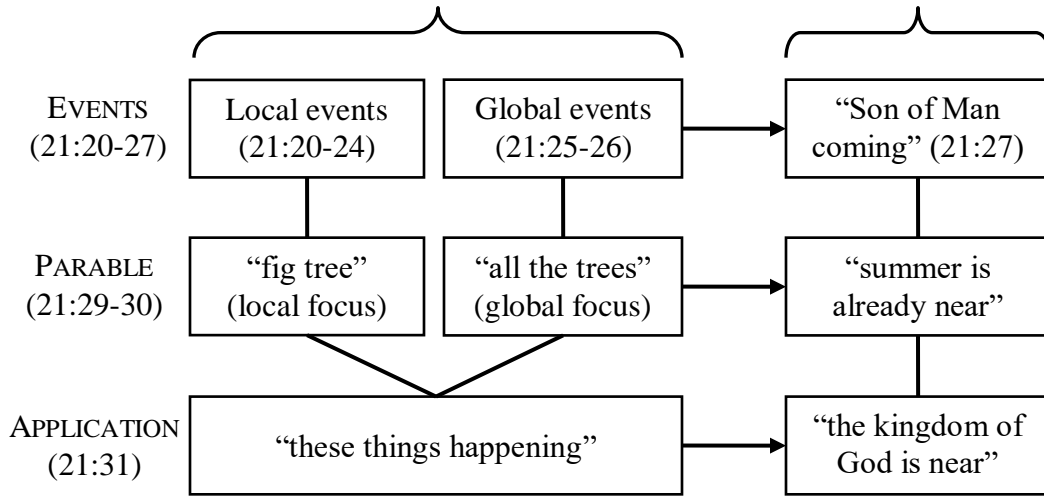 EVENTS
(21:20-27)
Local events
(21:20-24)
Global events
(21:25-26)
“Son of Man
coming” (21:27)
PARABLE
(21:29-30)
“fig tree”
(local focus)
“all the trees”
(global focus)
“summer is
already near”
APPLICATION
(21:31)
“these things happening”
“the kingdom of
God is near”